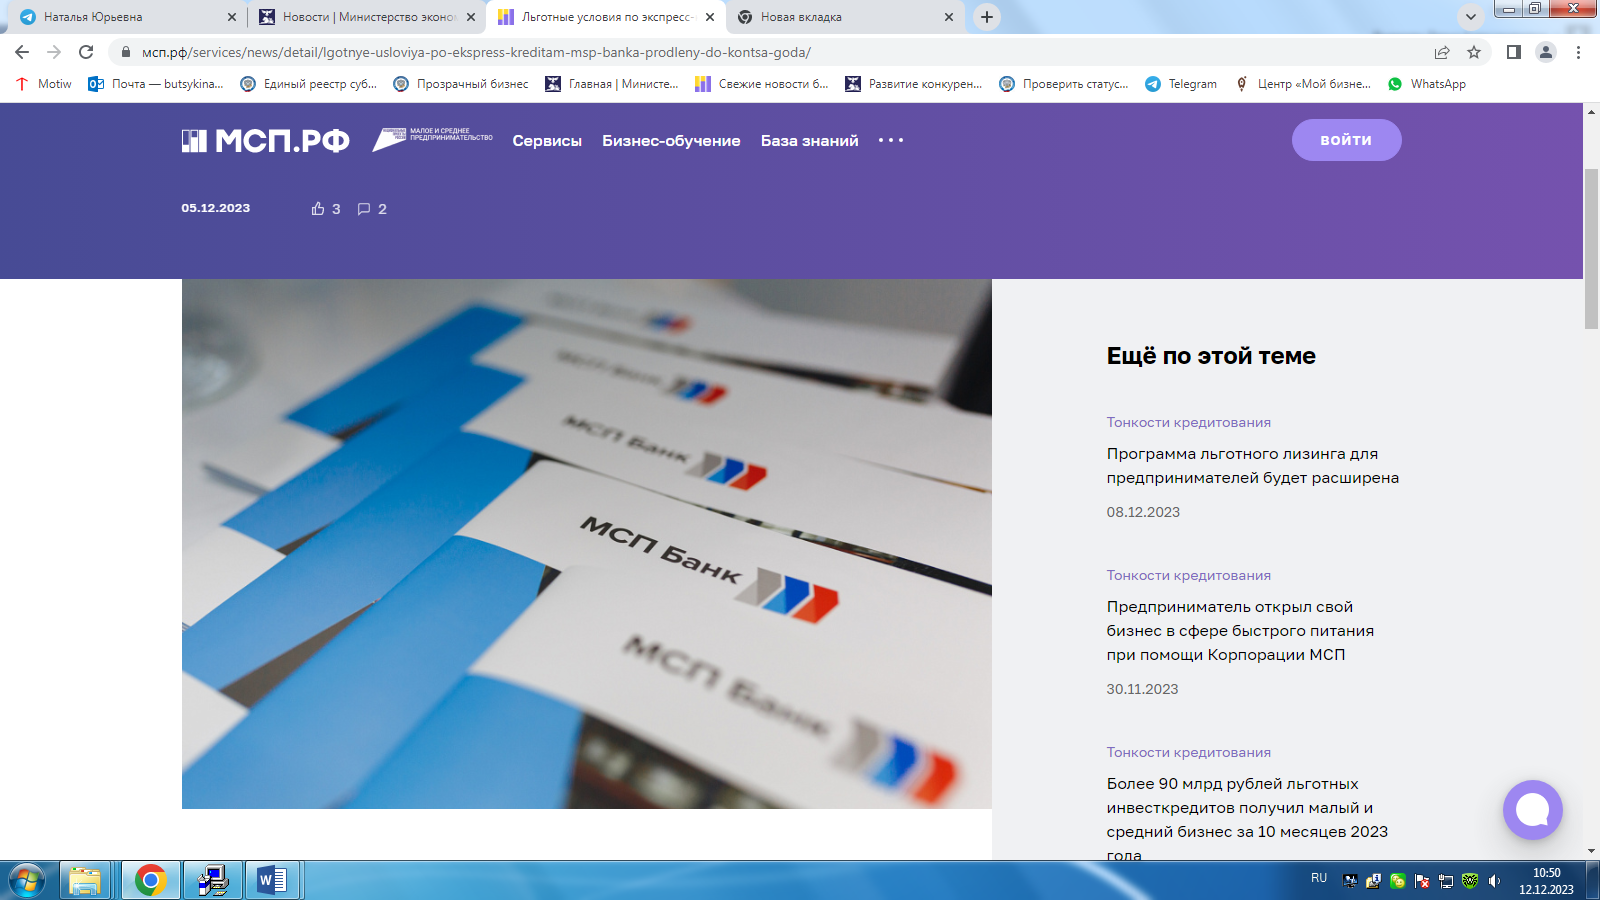 Наталья Юрьевна
Новости | Министерство эконо
Льготные условия по экспресс-
Новая вкладка
мсп.рф/services/news/detail/lgotnye-usloviya-po-ekspress-kreditam-msp-banka-prodleny-do-kontsa-goda/
Motiw
Почта — butsykina...
Единый реестр суб...
Прозрачный бизнес
Главная | Министе...
Свежие новости б...
Развитие конкурен...
Проверить статус...
Telegram
Центр «Мой бизне...
WhatsApp
МСП.РФ
МАЛОЕ И СРЕДНЕЕ
ПРЕДПРИНИМАТЕЛЬСТВО
Сервисы
Бизнес-обучение
База знаний
ВОЙТИ
05.12.2023
3
2
МСП Банк
МСП Банк
МСП Банк
МСП Банк
Ещё по этой теме
Тонкости кредитования
Программа льготного лизинга для
предпринимателей будет расширена
08.12.2023
Тонкости кредитования
Предприниматель открыл свой
бизнес в сфере быстрого питания
при помощи Корпорации МСП
30.11.2023
Тонкости кредитования
Более 90 млрд рублей льготных
инвесткредитов получил малый и
средний бизнес за 10 месяцев 2023
года
RU
10:50
12.12.2023